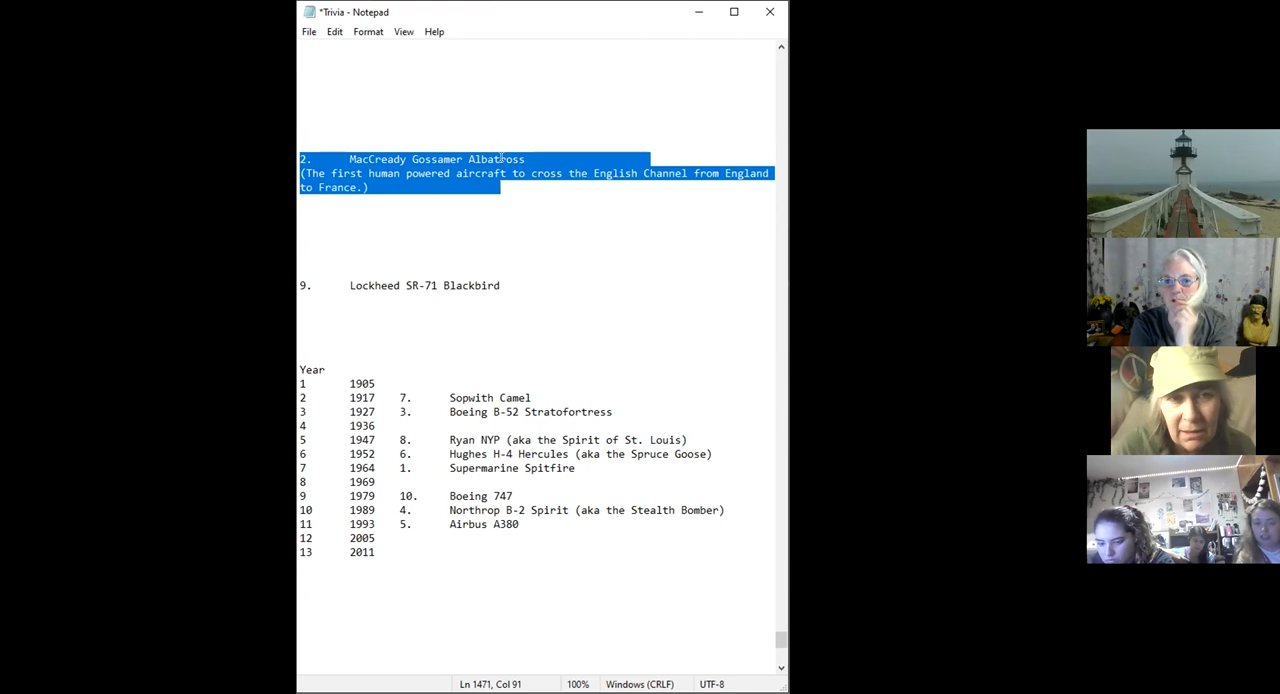 *Trivia - Notepad
File Edit Format View Help
2. MacCready Gossamer Albatross
(The first human powered aircraft to cross the English Channel from England
to France.)
9. Lockheed SR-71 Blackbird
Year
1 1905
2 1917 7. Sopwith Camel
3 1927 3. Boeing B-52 Stratofortress
4 1936
5 1947 8. Ryan NYP (aka the Spirit of St. Louis)
6 1952 6. Hughes H-4 Hercules (aka the Spruce Goose)
7 1964 1. Supermarine Spitfire
8 1969
9 1979 10. Boeing 747
10 1989 4. Northrop B-2 Spirit (aka the Stealth Bomber)
11 1993 5. Airbus A380
12 2005
13 2011
Ln 1471, Col 91 100% Windows (CRLF) UTF-8